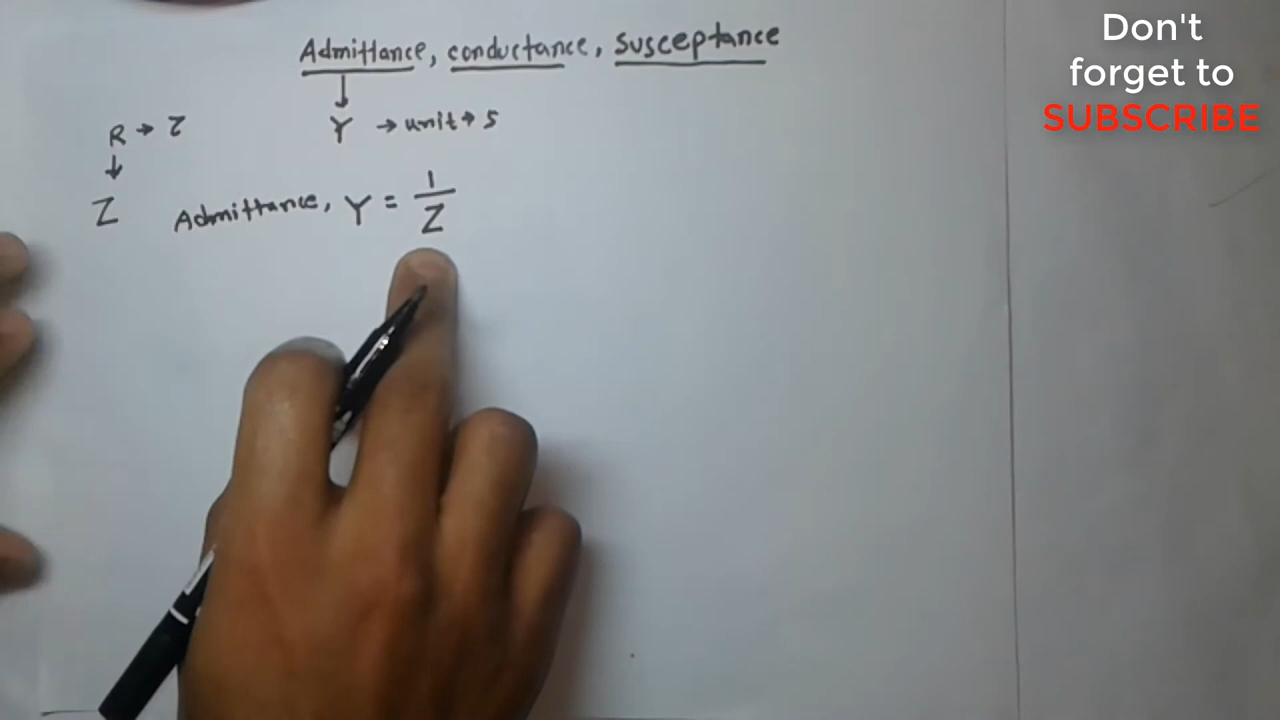 Admittance, conductance, susceptance
Y → unit → S
R → Z
Z
Admittance, Y = 1/Z
Don't
forget to
SUBSCRIBE